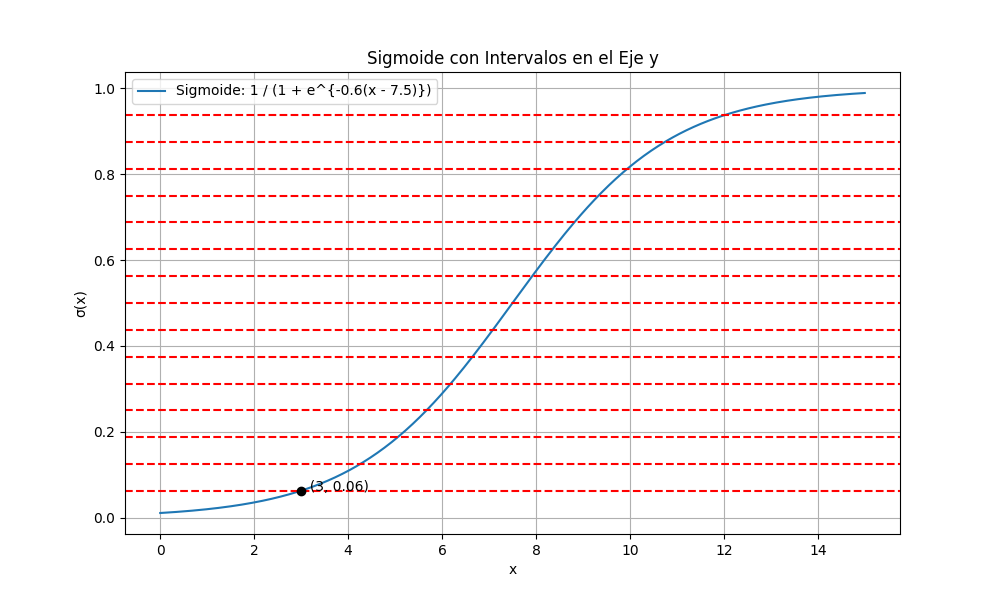 Sigmoide con Intervalos en el Eje y
Sigmoide: 1 / (1 + e^{-0.6(x - 7.5)})
1.0
0.8
0.6
0.4
0.2
0.0
σ(x)
(3, 0.06)
0 2 4 6 8 10 12 14
x